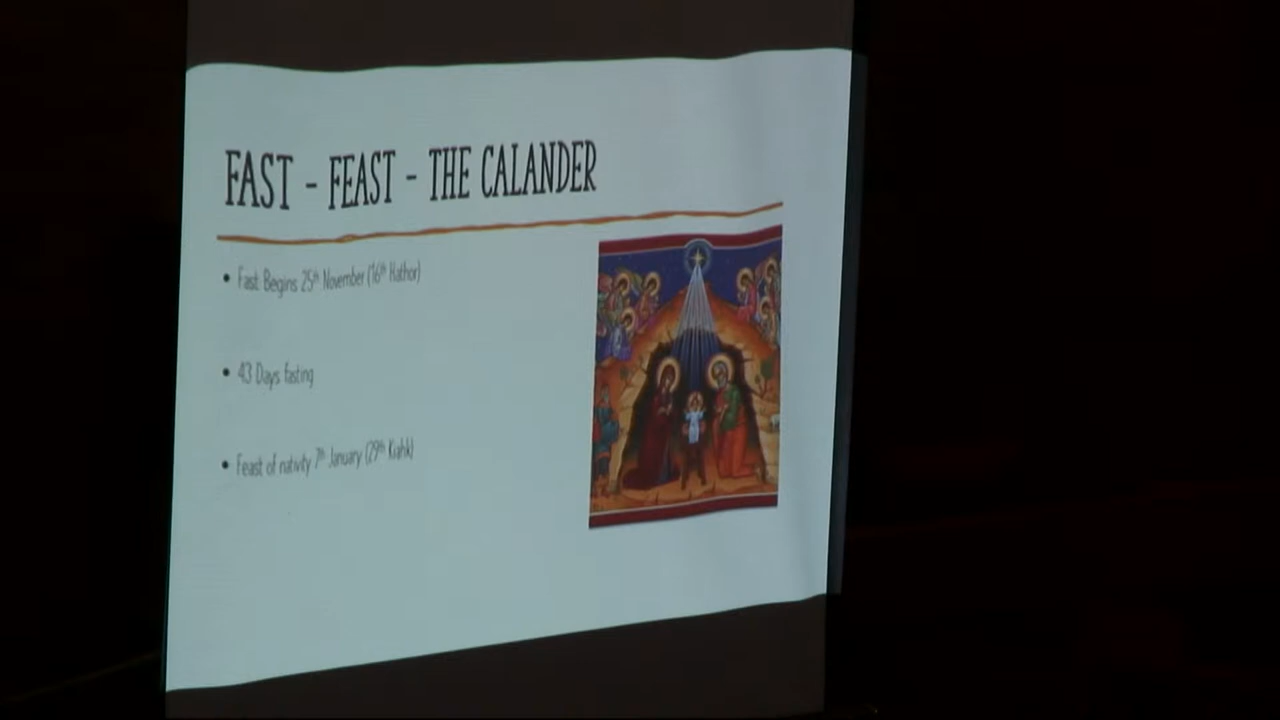 FAST - FEAST - THE CALANDER
• Fast: Begins 25th November (16th Hathor)
• 43 Days fasting
• Feast of nativity 7th January (29th Kiahk)